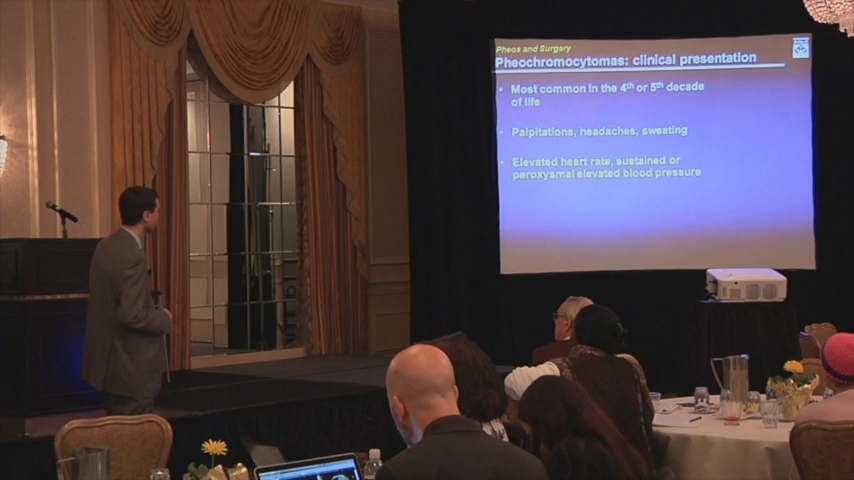 Pheos and Surgery
Pheochromocytomas: clinical presentation
• Most common in the 4th or 5th decade
of life
• Palpitations, headaches, sweating
• Elevated heart rate, sustained or
paroxysmal elevated blood pressure